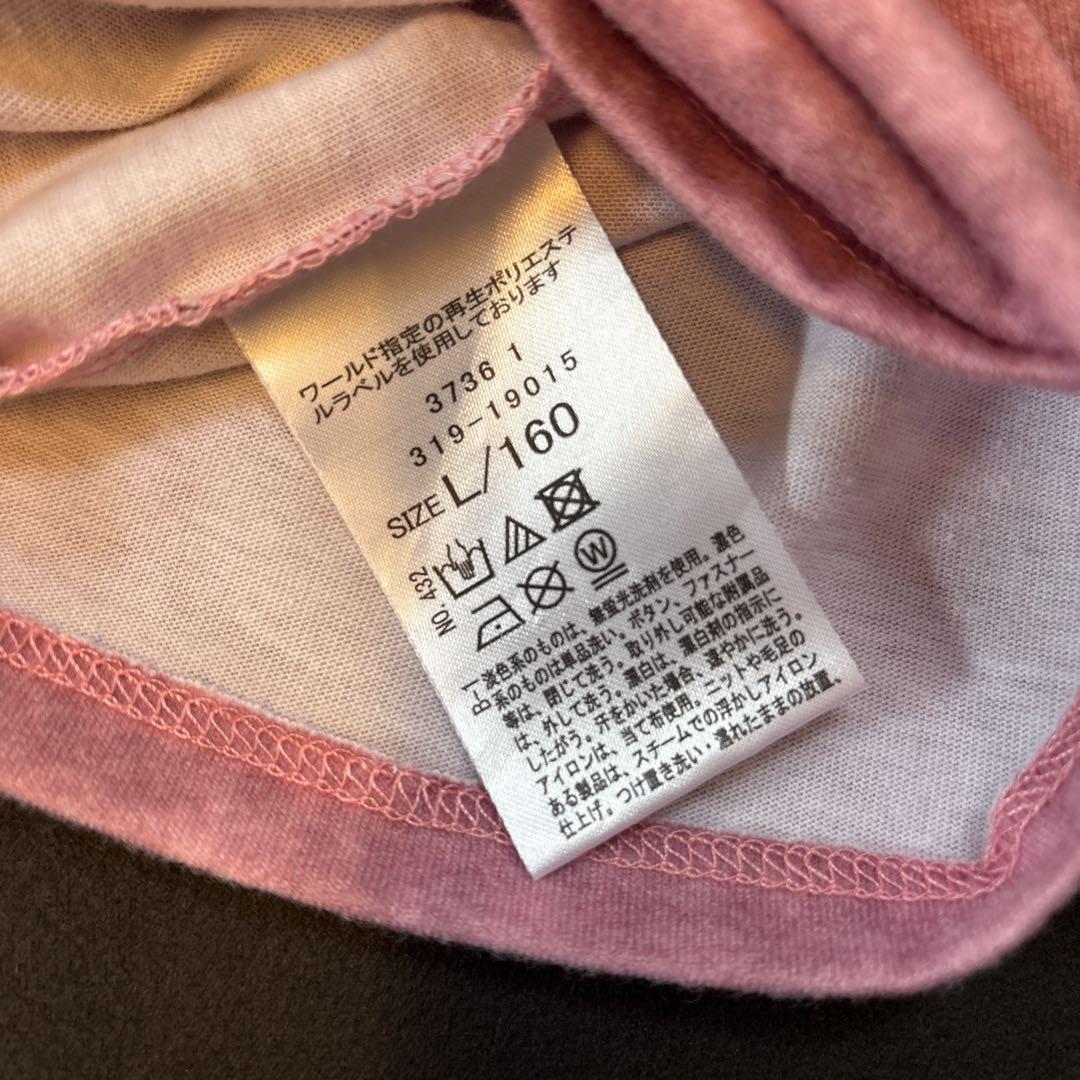 ワールド指定の再生ポリエステ
ルラベルを使用しております
3736 1
319-19015
SIZE L/160
NO. 432
W
B-1 淡色系のものは、無蛍光洗剤を使用。濃色
系のものは単品洗い。ボタン、ファスナー
等は、閉じて洗う。取り外し可能な附属品
は、外して洗う。漂白は、漂白剤の指示に
したがう。汗をかいた場合、速やかに洗う。
アイロンは、当て布使用。ニットや毛足の
ある製品は、スチームでの浮かしアイロン
仕上げ。つけ置き洗い・濡れたままの放置、